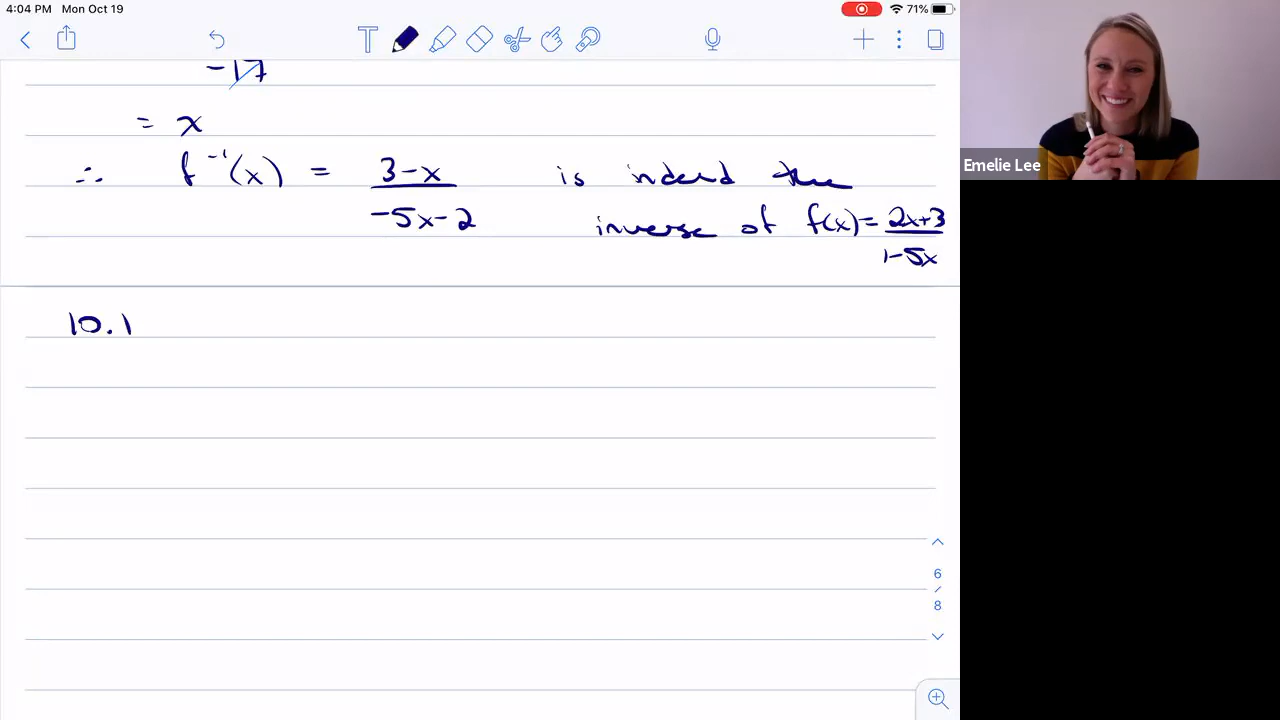 4:04 PM Mon Oct 19
71%
T
-17
= x
∴ f⁻¹(x) = 3-x / -5x-2 is indeed the
inverse of f(x) = 2x+3 / 1-5x
10.1
6
/
8
Emelie Lee